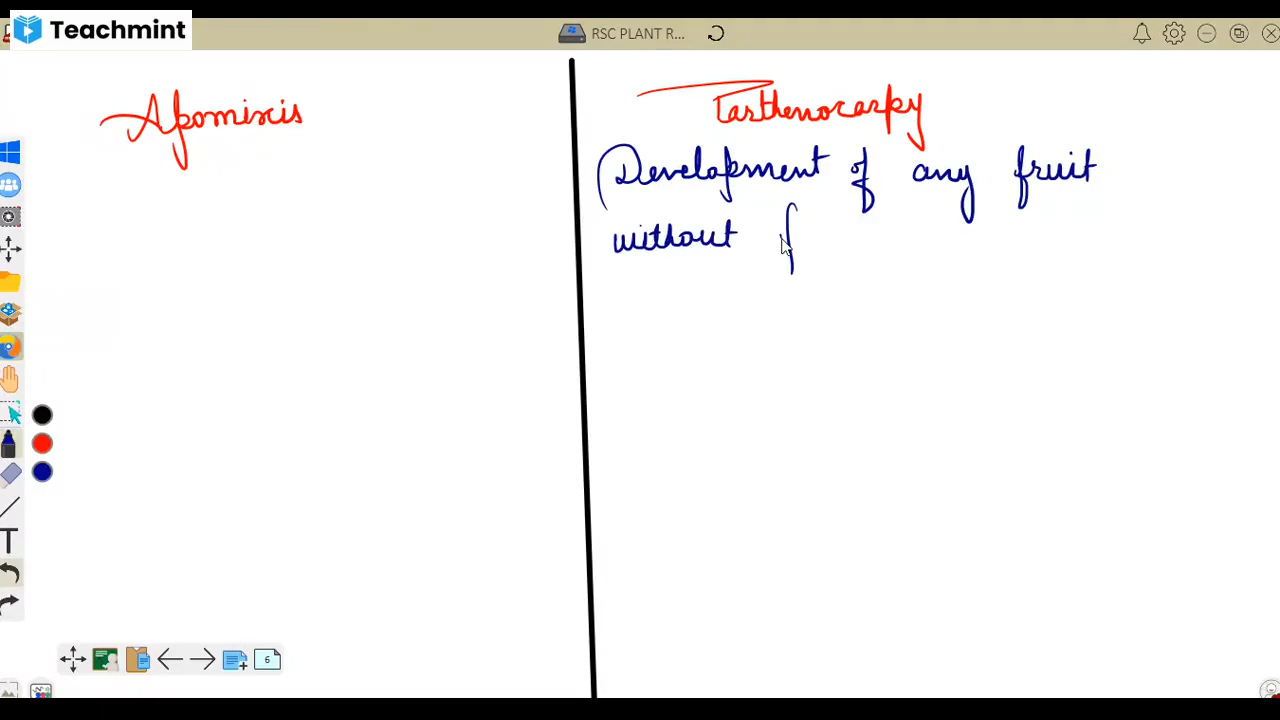 Teachmint
RSC PLANT R...
Apomixis
Parthenocarpy
Development of any fruit
without f
T
6